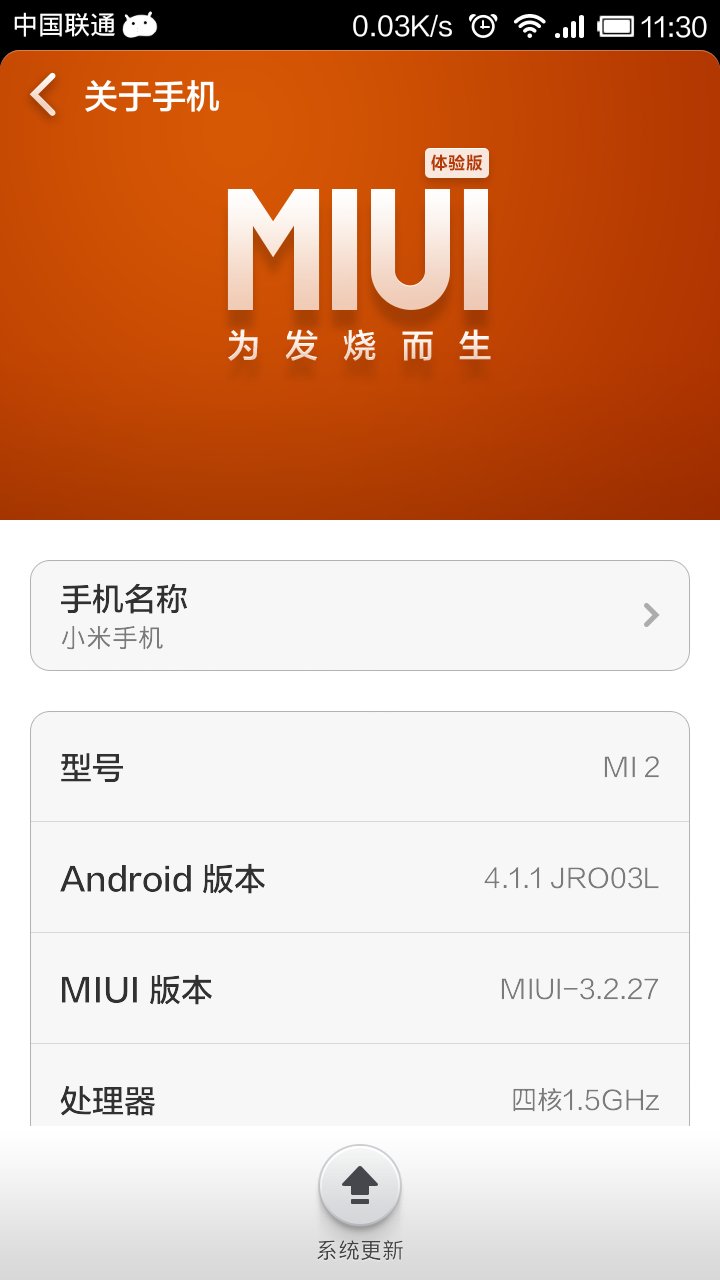 中国联通 0.03K/s 11:30
关于手机
体验版
MIUI
为发烧而生
手机名称
小米手机
型号 MI 2
Android 版本 4.1.1 JRO03L
MIUI 版本 MIUI-3.2.27
处理器 四核1.5GHz
系统更新